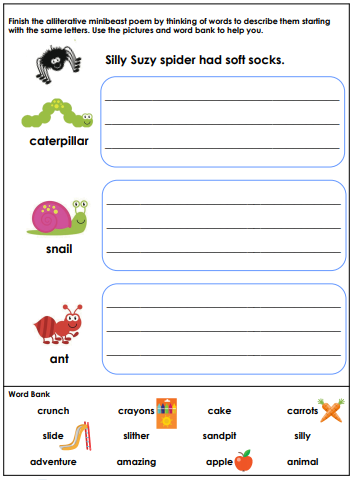 Finish the alliterative minibeast poem by thinking of words to describe them starting
with the same letters. Use the pictures and word bank to help you.
Silly Suzy spider had soft socks.
caterpillar
snail
ant
Word Bank
crunch crayons cake carrots
slide slither sandpit silly
adventure amazing apple animal